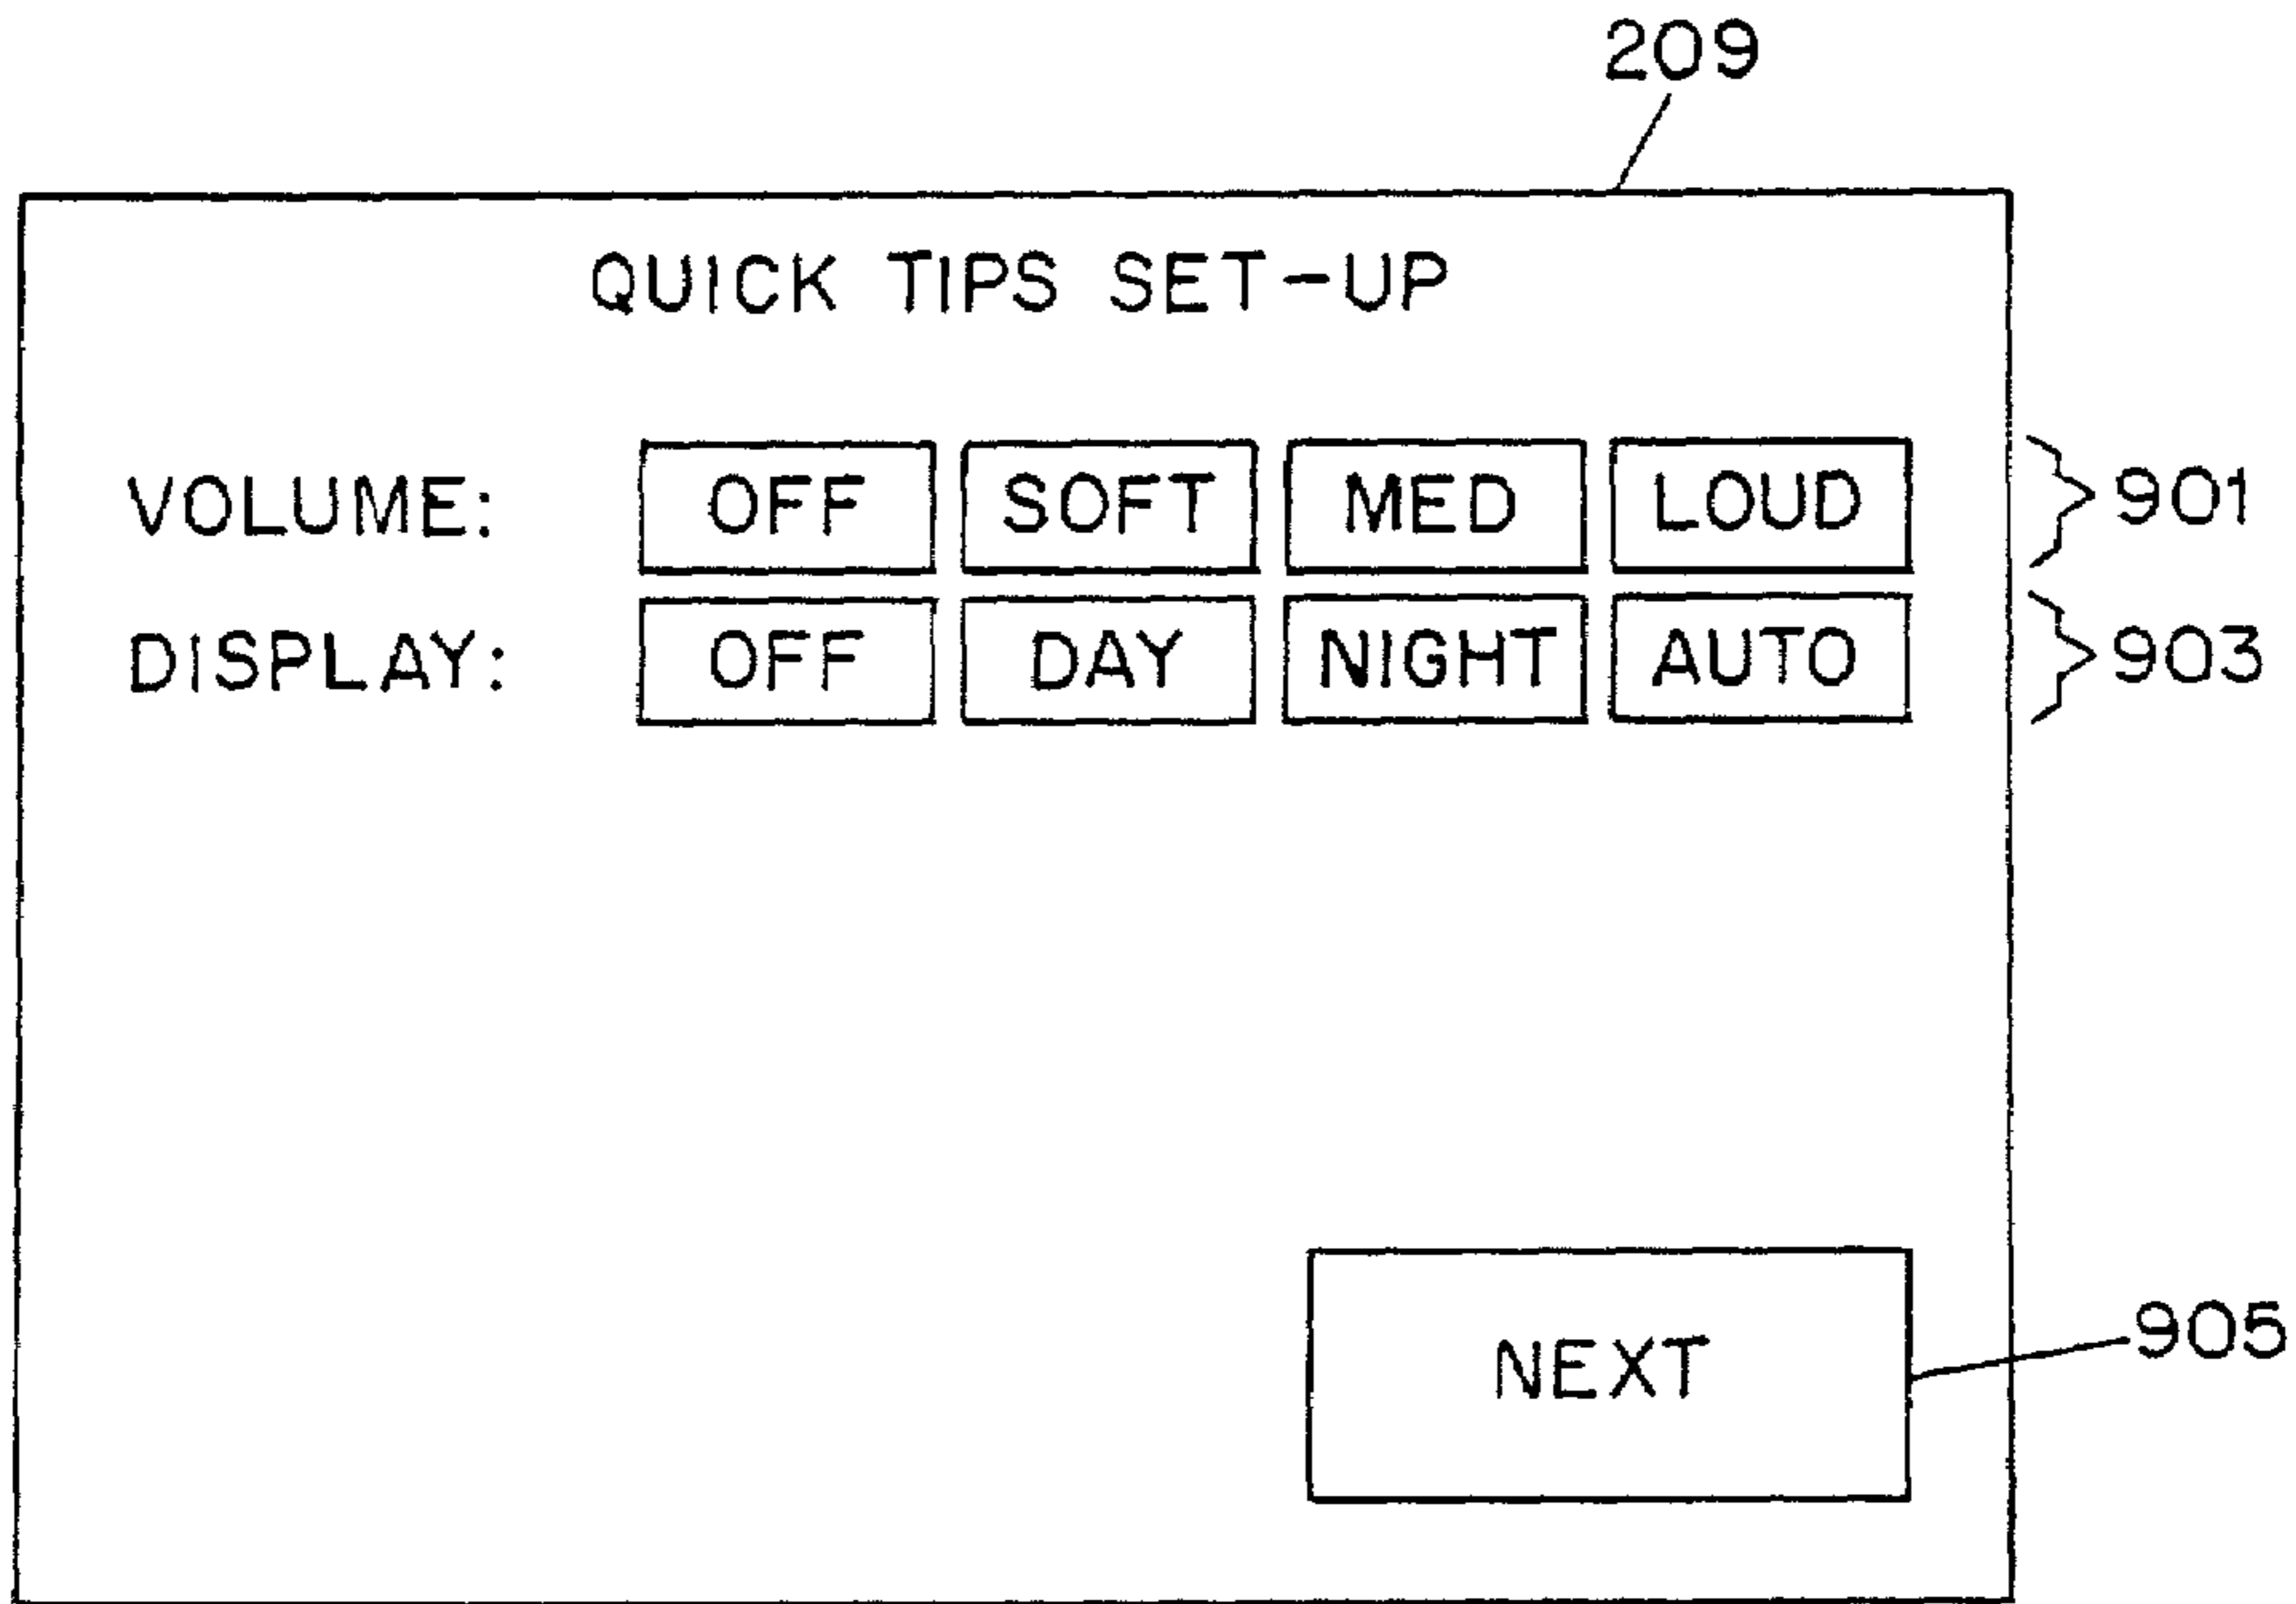 209
QUICK TIPS SET-UP
VOLUME: OFF SOFT MED LOUD 901
DISPLAY: OFF DAY NIGHT AUTO 903
NEXT 905